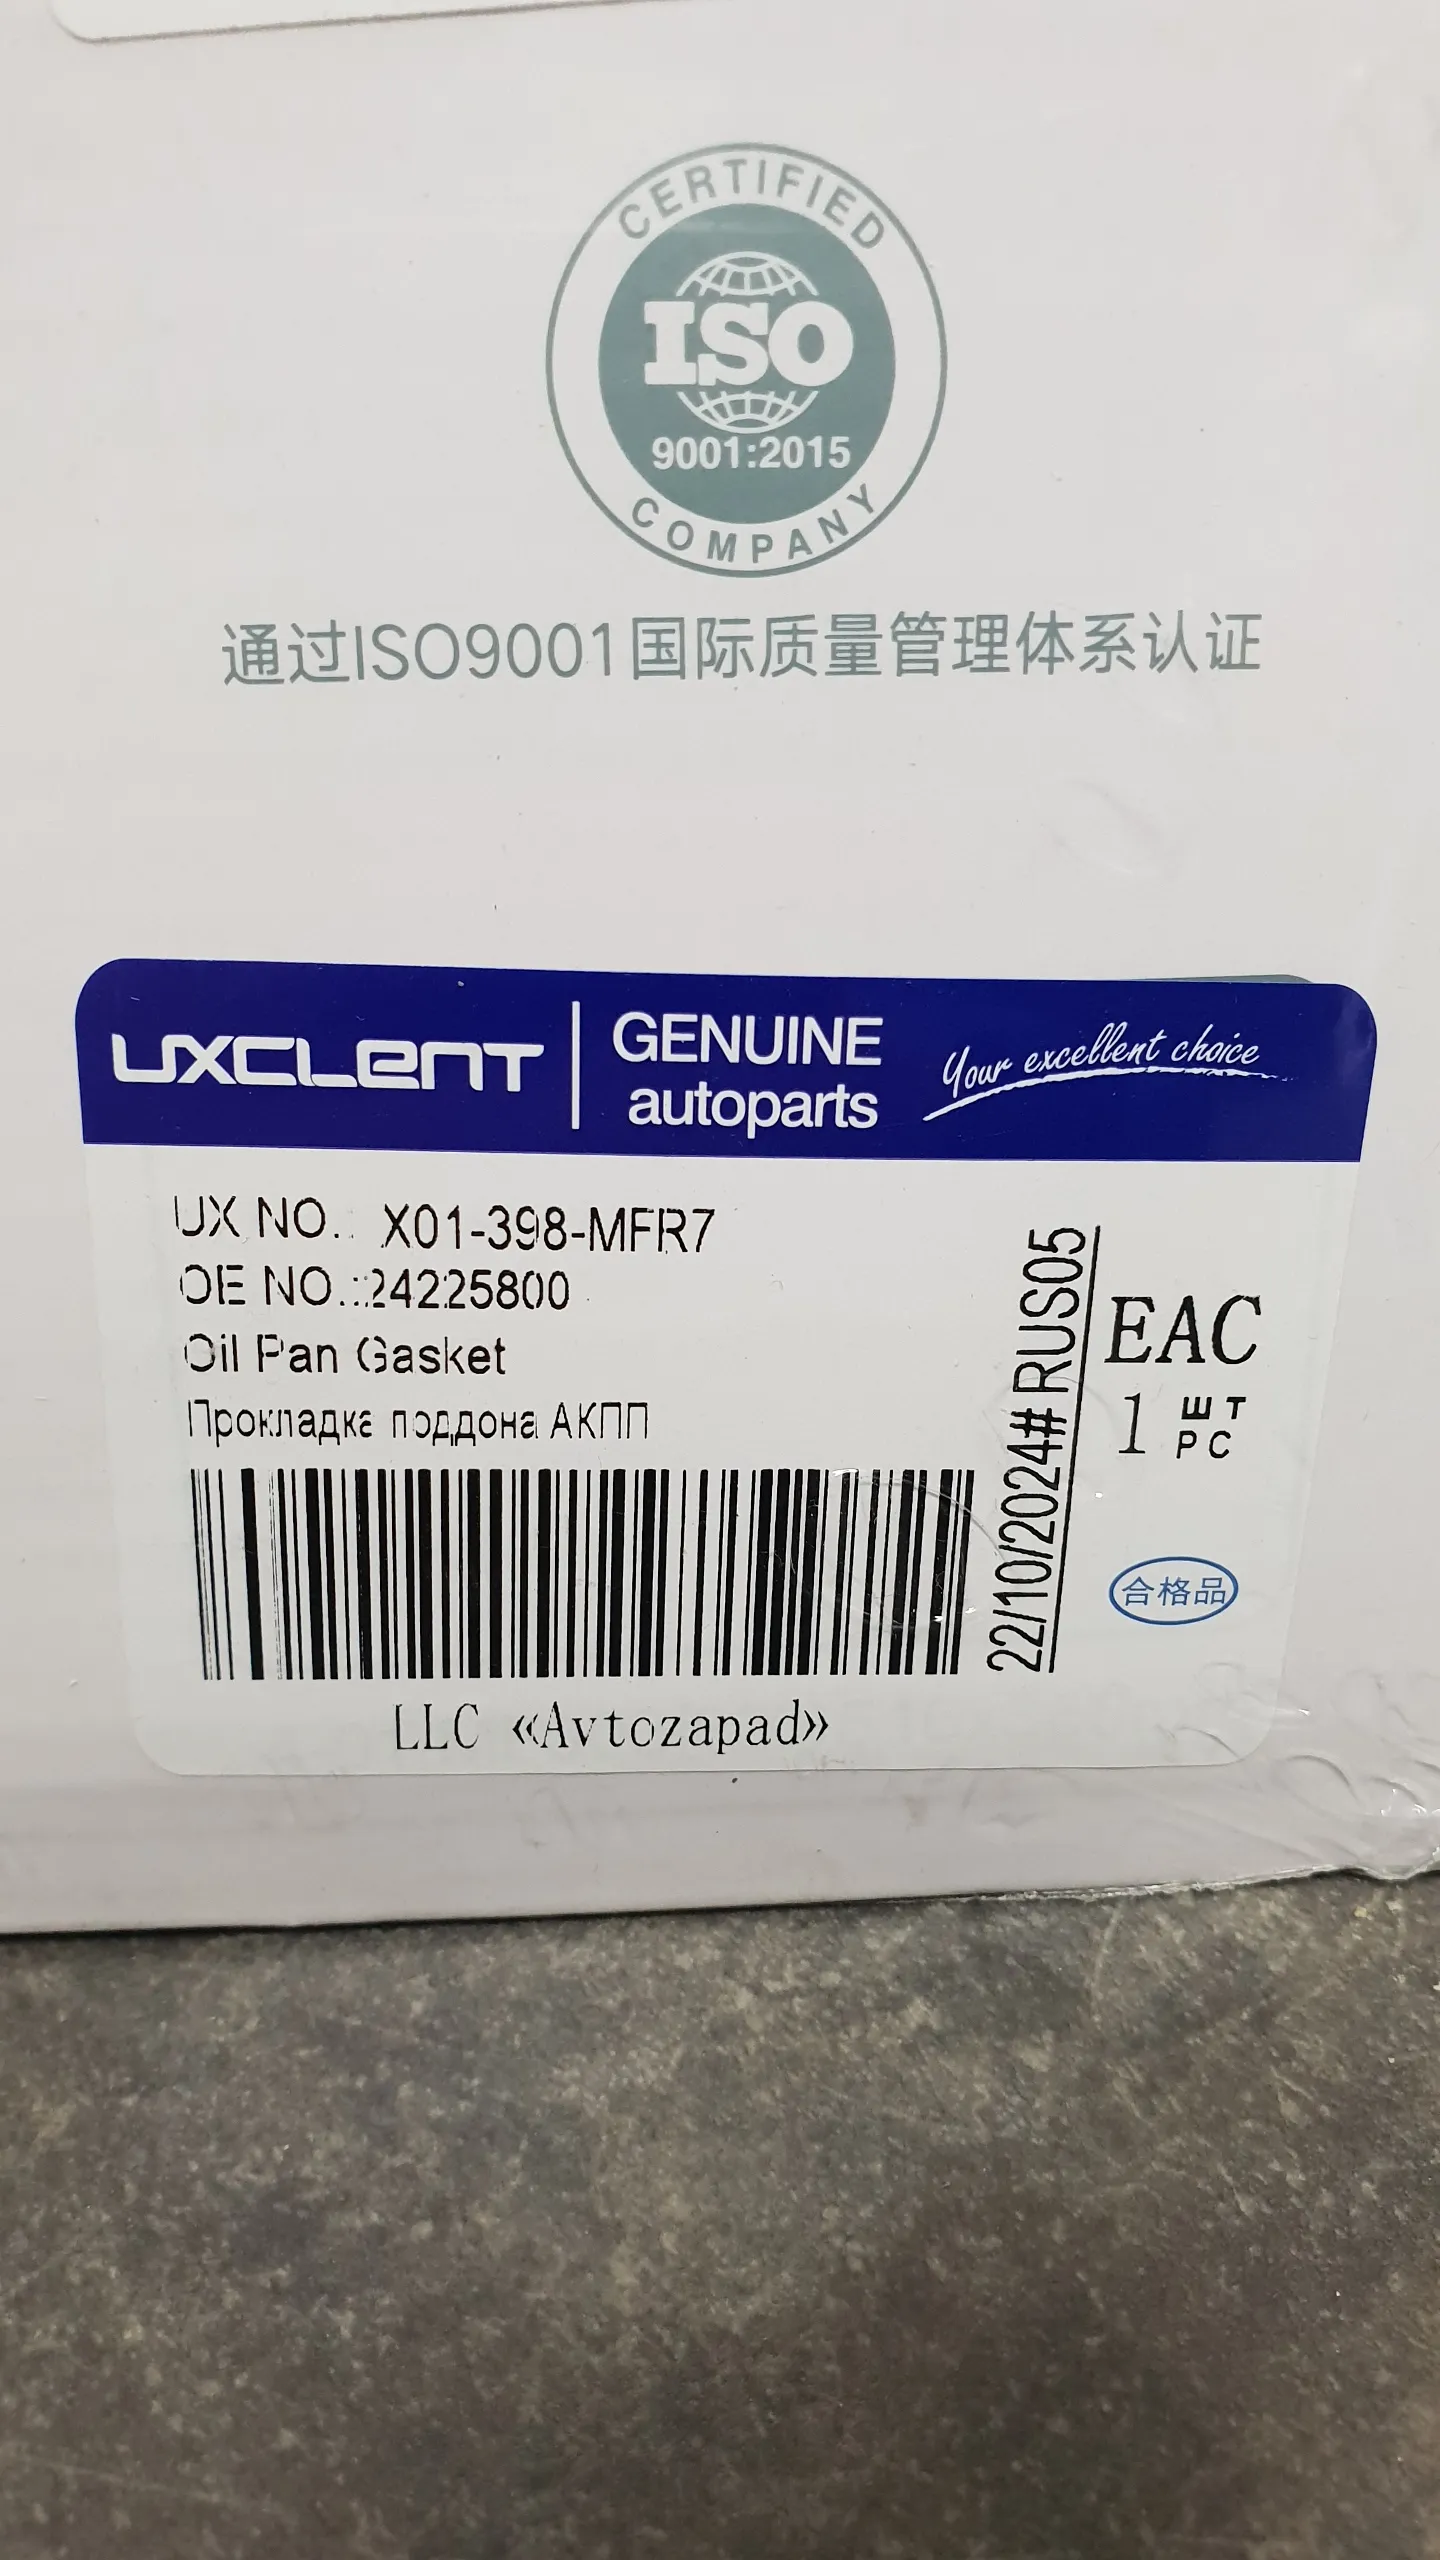 CERTIFIED
ISO
9001:2015
COMPANY
通过ISO9001国际质量管理体系认证
UXCLENT
GENUINE
autoparts
Your excellent choice
UX NO.: X01-398-MFR7
OE NO.:24225800
Oil Pan Gasket
Прокладка поддона АКПП
22/10/2024#RUS05
EAC
1 ШТ
PC
合格品
LLC «Avtozapad»